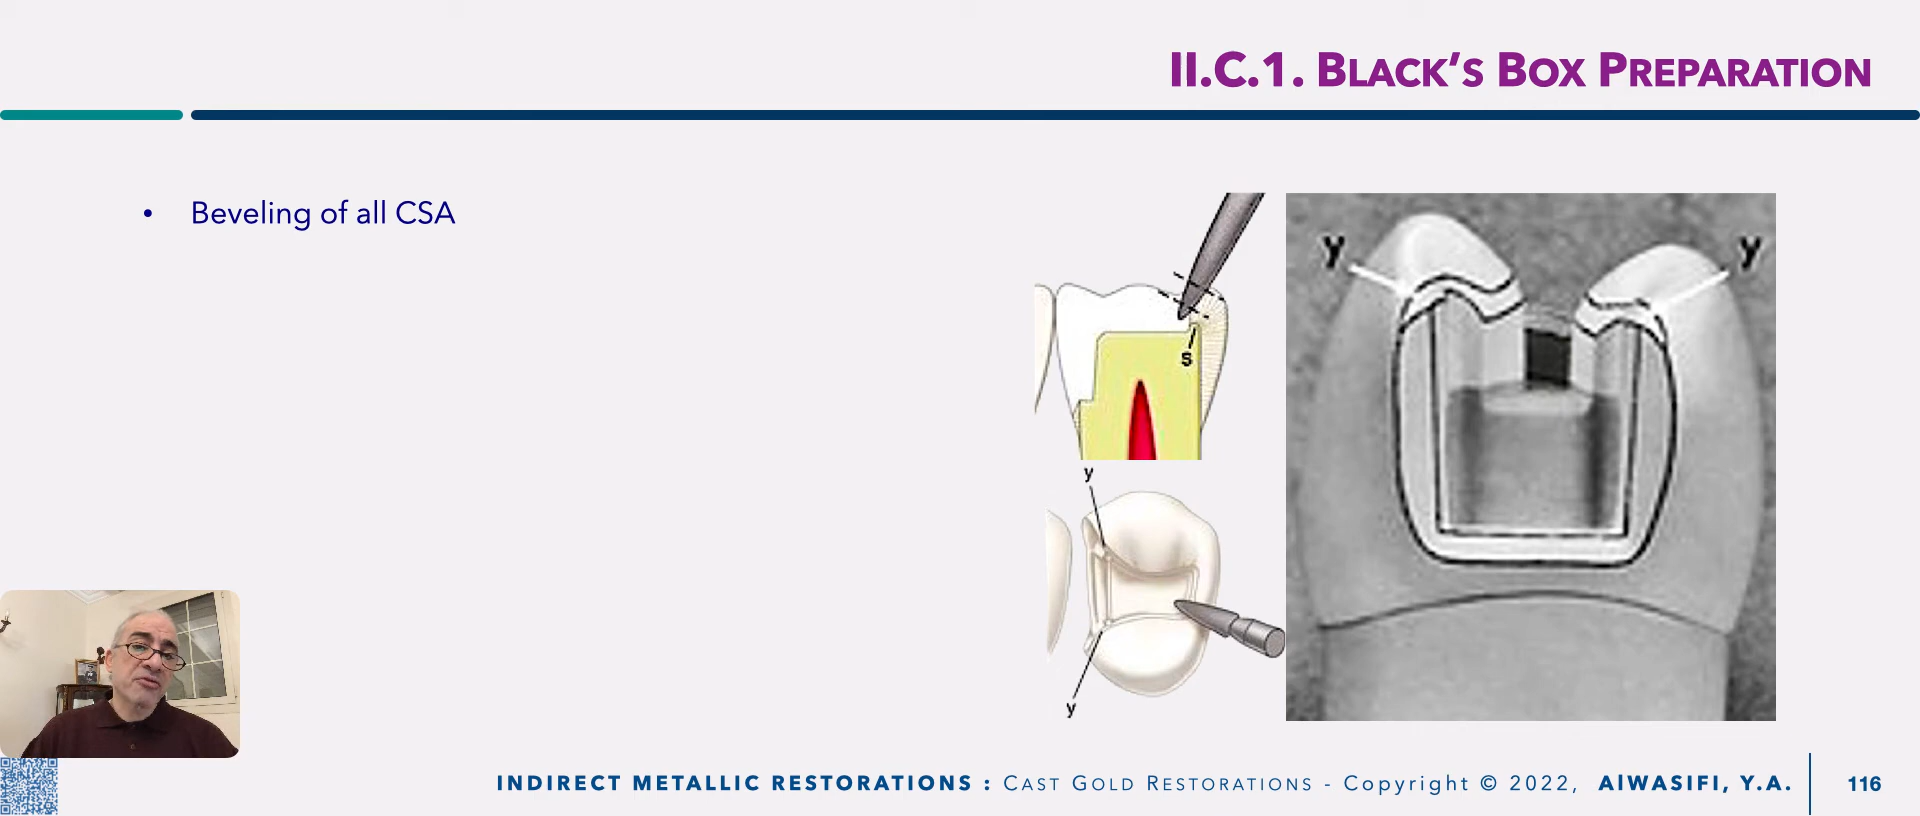 II.C.1. BLACK'S BOX PREPARATION
• Beveling of all CSA
s
y
y
y
y
INDIRECT METALLIC RESTORATIONS : CAST GOLD RESTORATIONS - Copyright © 2022, AlWASIFI, Y.A. 116